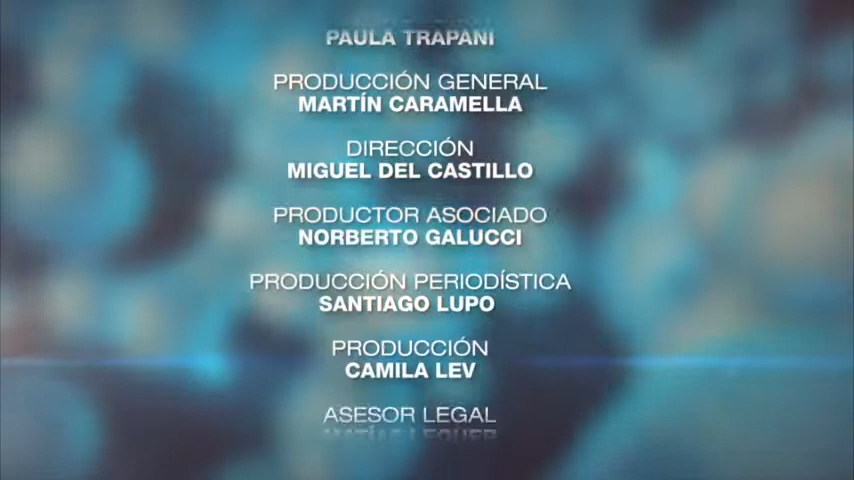 PAULA TRAPANI
PRODUCCIÓN GENERAL
MARTÍN CARAMELLA
DIRECCIÓN
MIGUEL DEL CASTILLO
PRODUCTOR ASOCIADO
NORBERTO GALUCCI
PRODUCCIÓN PERIODÍSTICA
SANTIAGO LUPO
PRODUCCIÓN
CAMILA LEV
ASESOR LEGAL